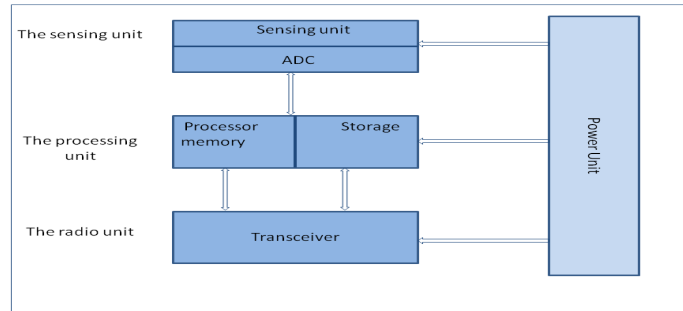 The sensing unit
Sensing unit
ADC
The processing
unit
Processor
memory
Storage
Power Unit
The radio unit
Transceiver